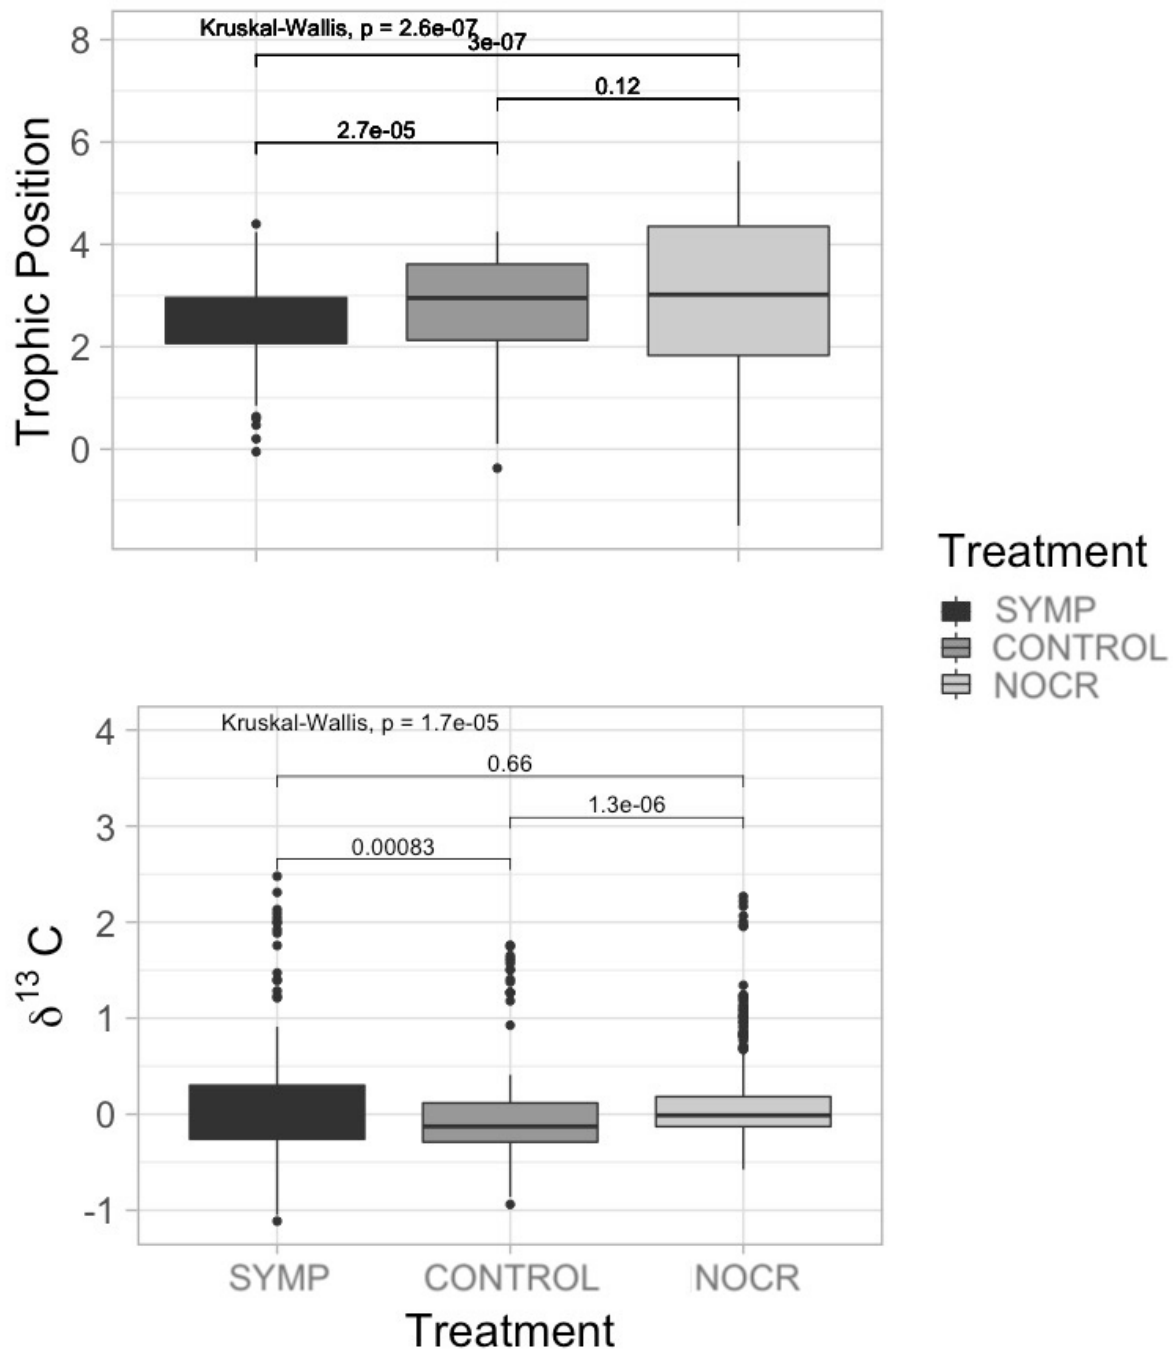 Kruskal-Wallis, p = 2.6e-07
3e-07
0.12
2.7e-05
8
6
4
2
0
Trophic Position
Treatment
SYMP
CONTROL
NOCR
Kruskal-Wallis, p = 1.7e-05
0.66
1.3e-06
0.00083
4
3
2
1
0
-1
δ13 C
SYMP CONTROL NOCR
Treatment